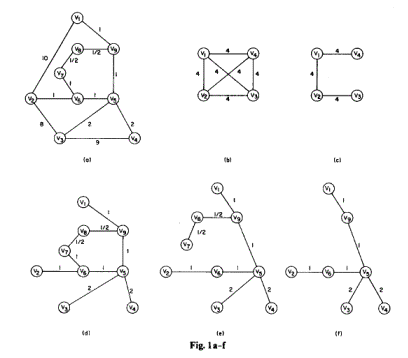 V1
1
V8
1/2
V9
10
1/2
V7
1
1
V2
1
V6
1
V5
8
2
2
V3
9
V4
(a)
V1
4
V4
4
4
4
4
V2
4
V3
(b)
V1
4
V4
4
V2
4
V3
(c)
V1
1
V8
1/2
V9
1/2
V7
1
1
V2
1
V6
1
V5
2
2
V3
V4
(d)
V1
1
V8
1/2
V9
1/2
V7
1
V2
1
V6
1
V5
2
2
V3
V4
(e)
V1
1
V9
1
V2
1
V6
1
V5
2
2
V3
V4
(f)
Fig. 1a-f